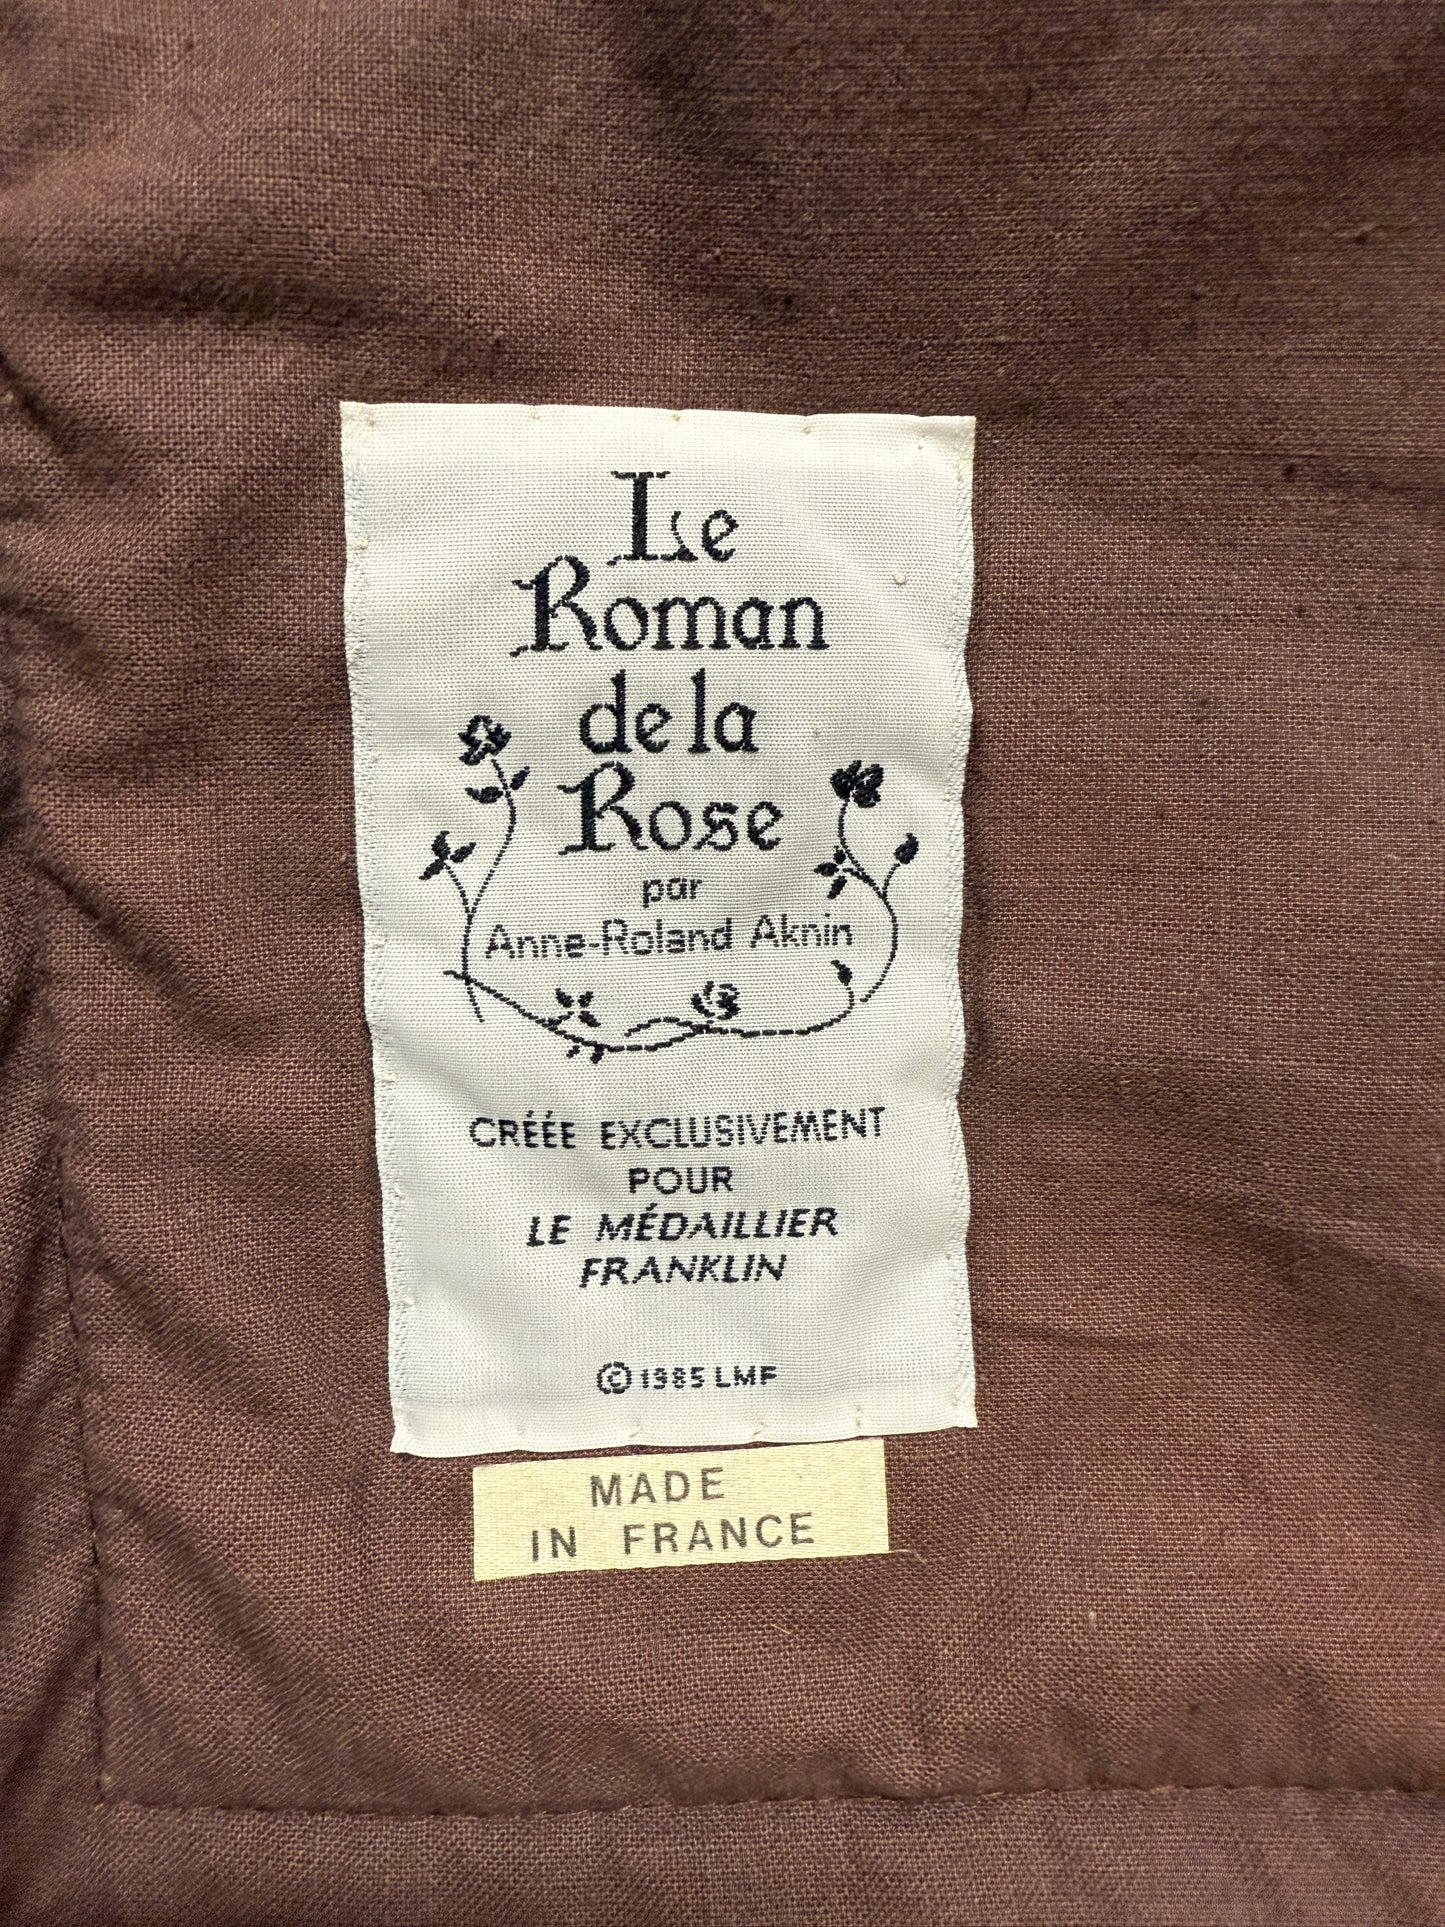 Le
Roman
de la
Rose
par
Anne-Roland Aknin
CRÉÉE EXCLUSIVEMENT
POUR
LE MÉDAILLIER
FRANKLIN
© 1985 LMF
MADE
IN FRANCE